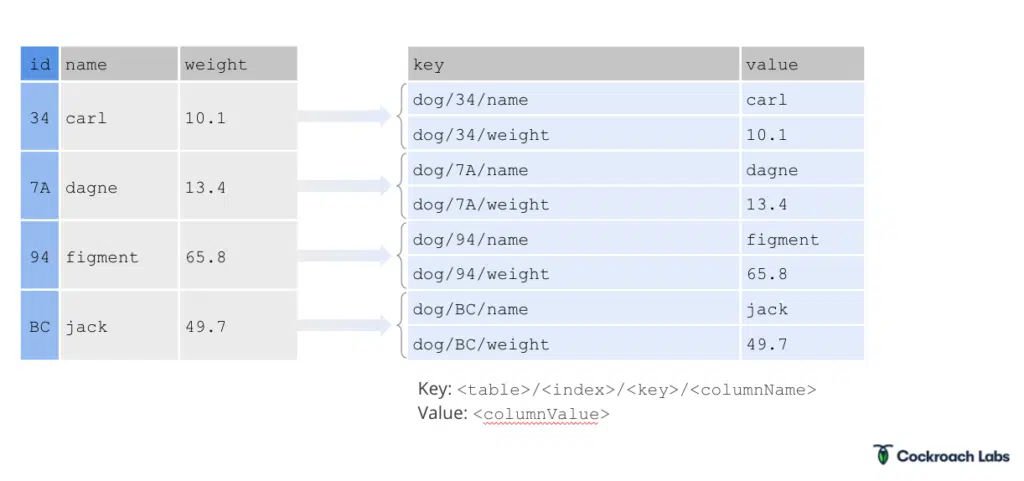 id name weight
34 carl 10.1
7A dagne 13.4
94 figment 65.8
BC jack 49.7
key value
dog/34/name carl
dog/34/weight 10.1
dog/7A/name dagne
dog/7A/weight 13.4
dog/94/name figment
dog/94/weight 65.8
dog/BC/name jack
dog/BC/weight 49.7
Key: <table>/<index>/<key>/<columnName>
Value: <columnValue>
Cockroach Labs